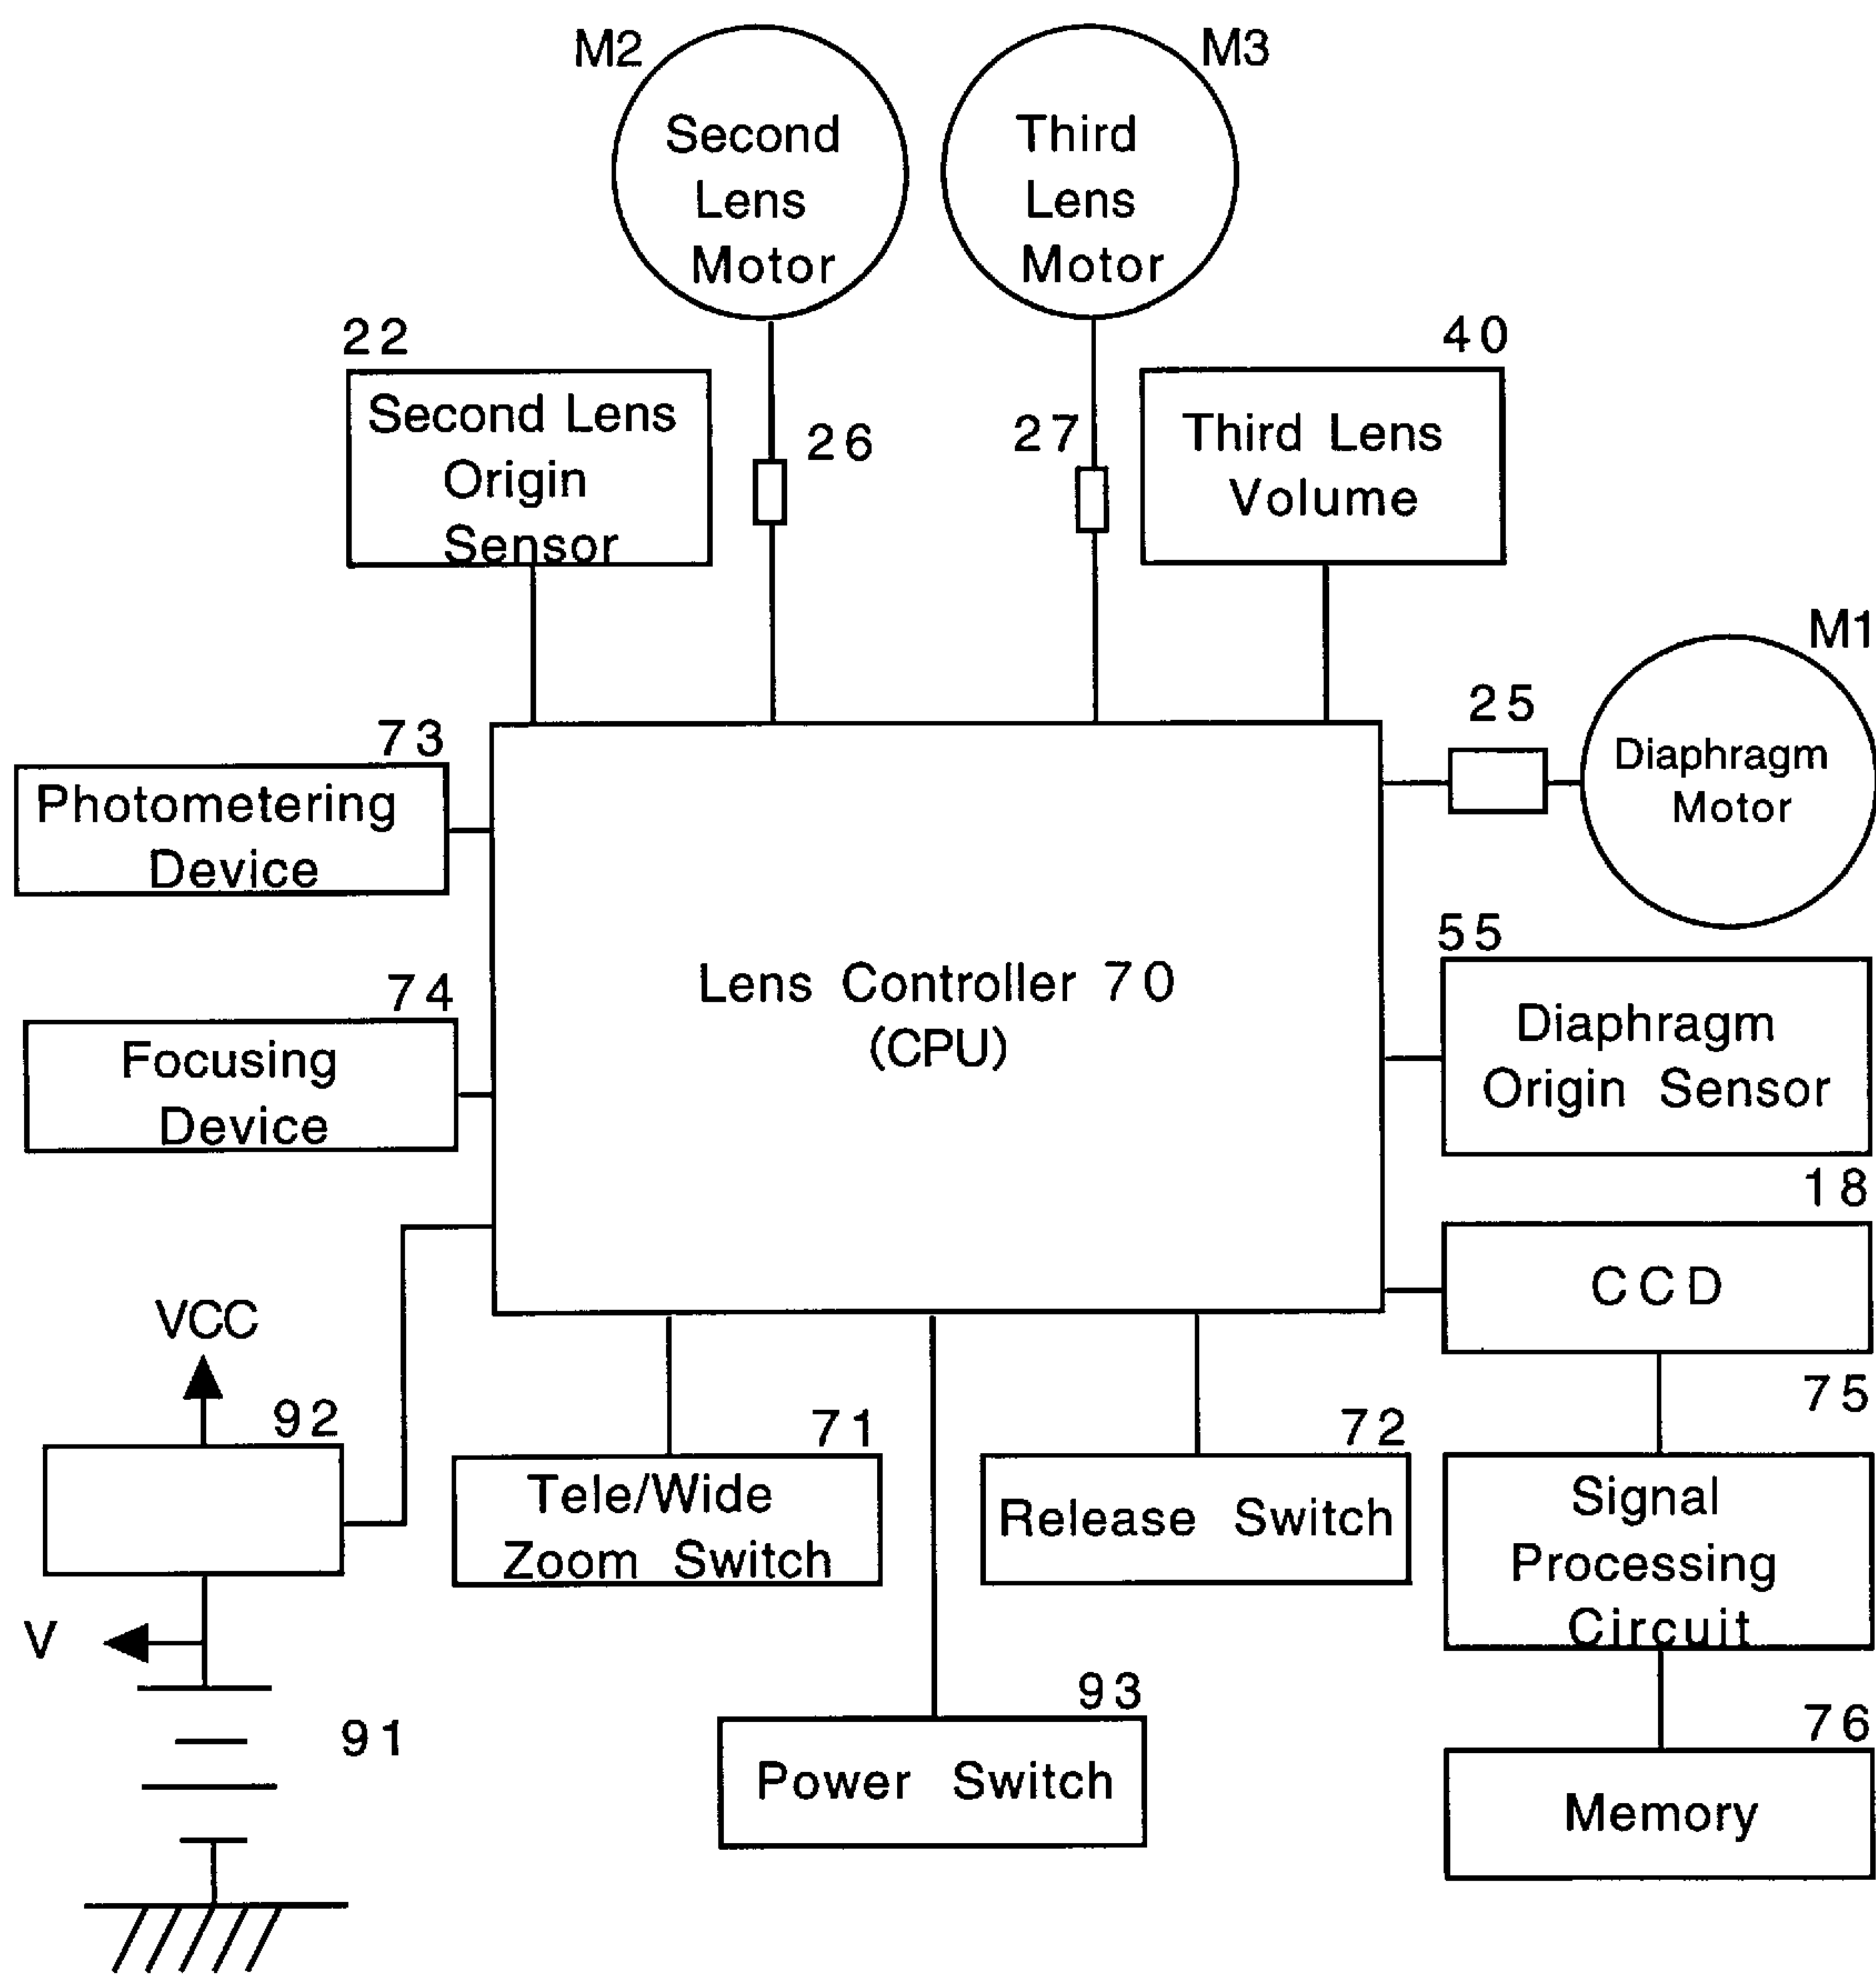 M2
Second
Lens
Motor
M3
Third
Lens
Motor
22
Second Lens
Origin
Sensor
26
27
40
Third Lens
Volume
M1
25
Diaphragm
Motor
73
Photometering
Device
74
Focusing
Device
Lens Controller 70
(CPU)
55
Diaphragm
Origin Sensor
18
CCD
VCC
92
V
91
71
Tele/Wide
Zoom Switch
72
Release Switch
75
Signal
Processing
Circuit
93
Power Switch
76
Memory